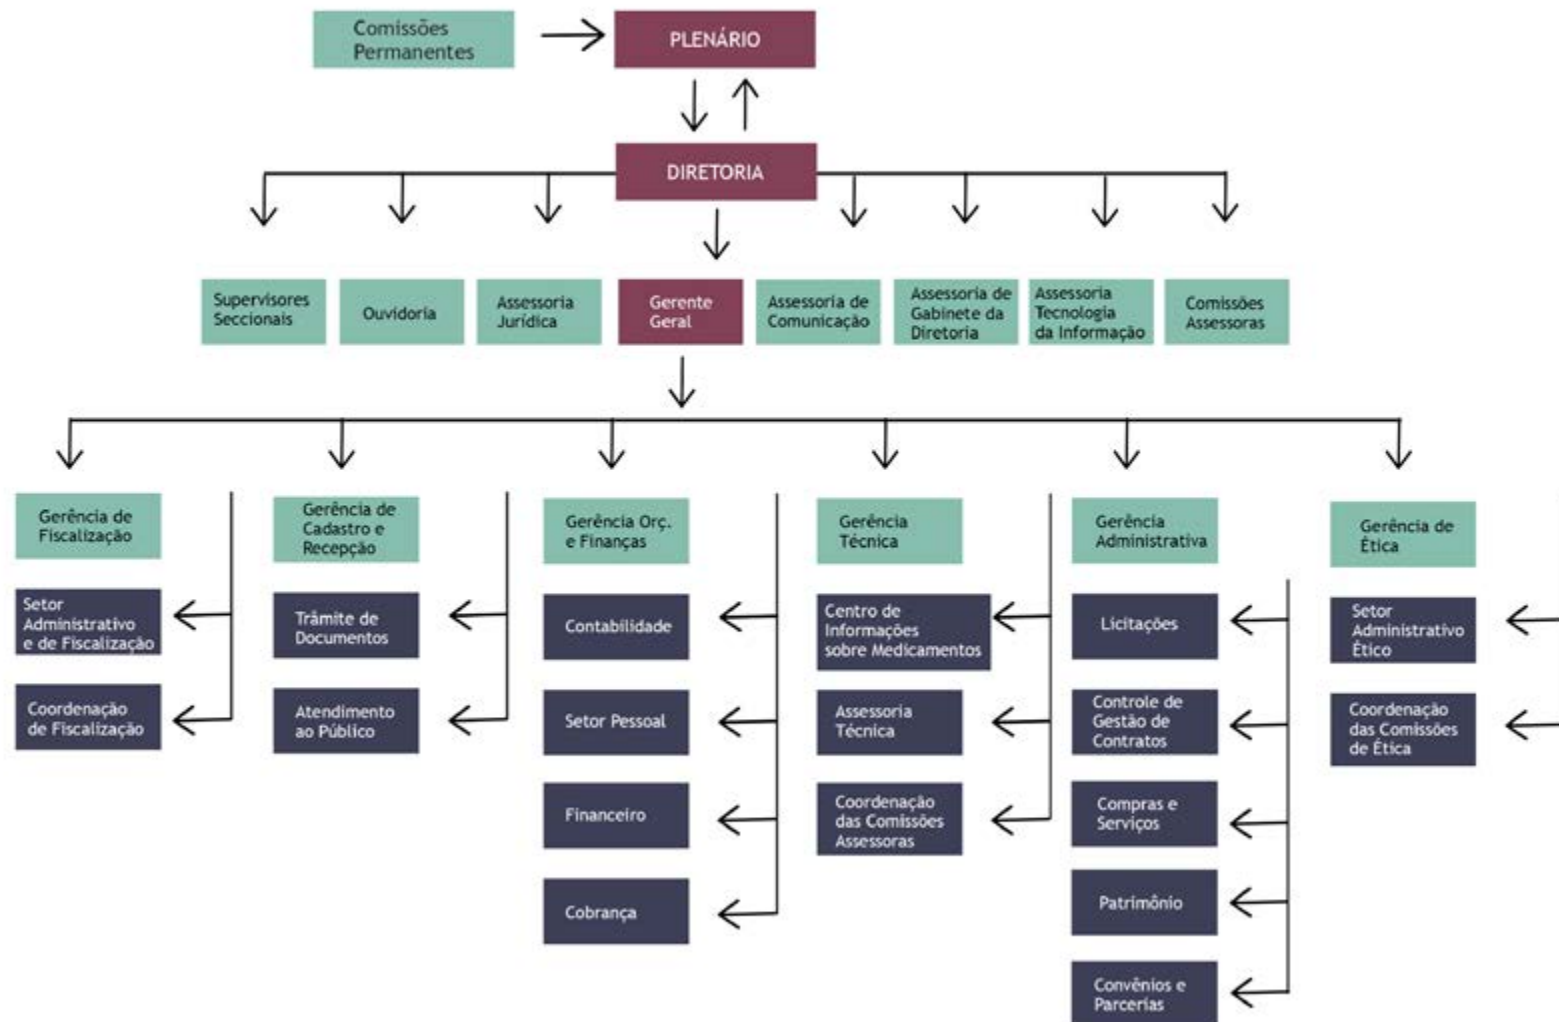 Comissões
Permanentes
PLENÁRIO
DIRETORIA
Supervisores
Seccionais
Ouvidoria
Assessoria
Jurídica
Gerente
Geral
Assessoria de
Comunicação
Assessoria de
Gabinete da
Diretoria
Assessoria
Tecnologia
da Informação
Comissões
Assessoras
Gerência de
Fiscalização
Setor
Administrativo
e de Fiscalização
Coordenação
de Fiscalização
Gerência de
Cadastro e
Recepção
Trâmite de
Documentos
Atendimento
ao Público
Gerência Orç.
e Finanças
Contabilidade
Setor Pessoal
Financeiro
Cobrança
Gerência
Técnica
Centro de
Informações
sobre Medicamentos
Assessoria
Técnica
Coordenação
das Comissões
Assessoras
Gerência
Administrativa
Licitações
Controle de
Gestão de
Contratos
Compras e
Serviços
Patrimônio
Convênios e
Parcerias
Gerência de
Ética
Setor
Administrativo
Ético
Coordenação
das Comissões
de Ética